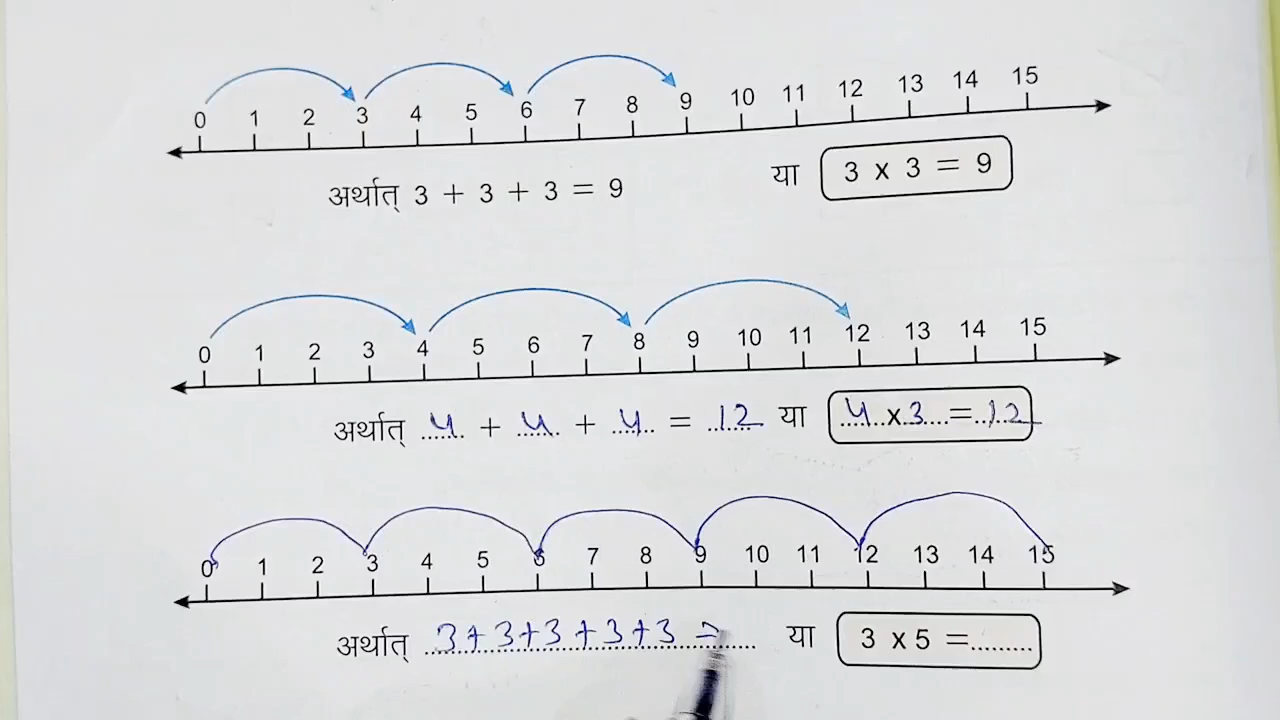 0 1 2 3 4 5 6 7 8 9 10 11 12 13 14 15
अर्थात् 3 + 3 + 3 = 9 या 3 x 3 = 9
0 1 2 3 4 5 6 7 8 9 10 11 12 13 14 15
अर्थात् 4 + 4 + 4 = 12 या 4 x 3 = 12
0 1 2 3 4 5 6 7 8 9 10 11 12 13 14 15
अर्थात् 3+3+3+3+3 = या 3 x 5 =.........